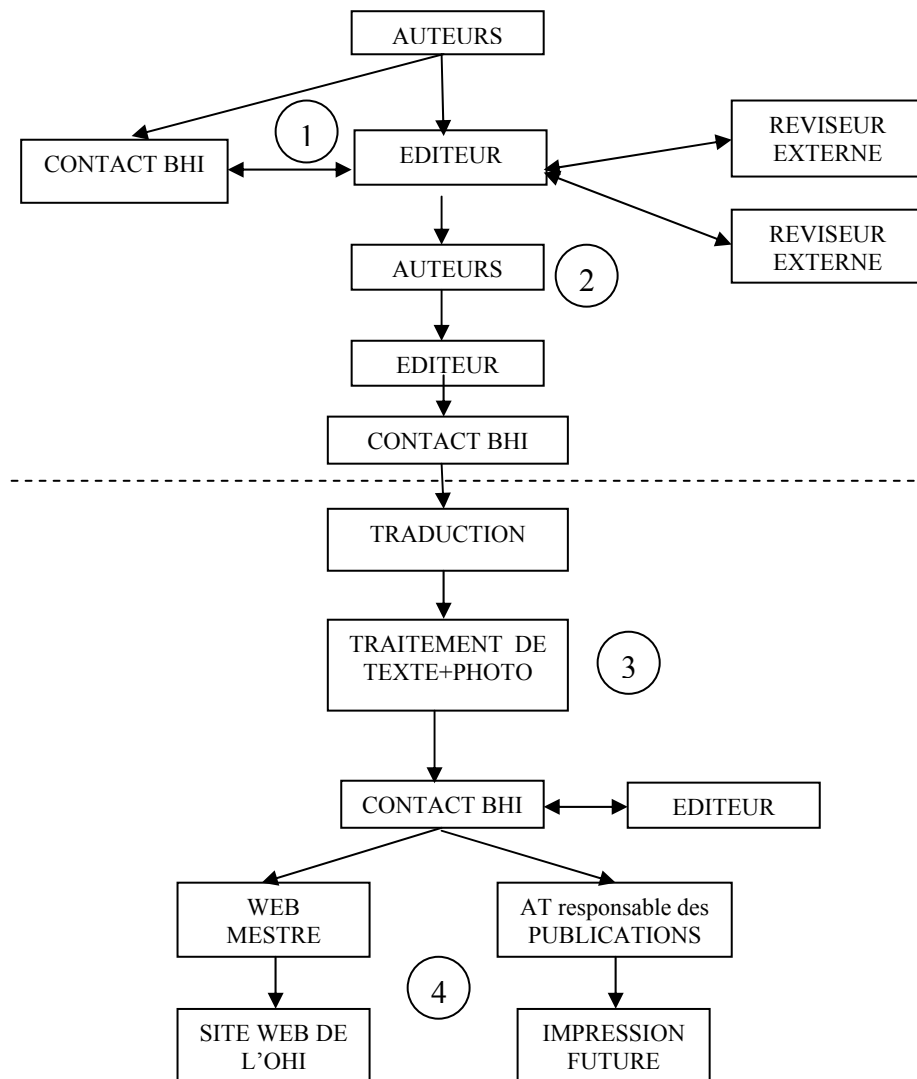 AUTEURS
1
CONTACT BHI
EDITEUR
REVISEUR
EXTERNE
REVISEUR
EXTERNE
AUTEURS
2
EDITEUR
CONTACT BHI
TRADUCTION
TRAITEMENT DE
TEXTE+PHOTO
3
CONTACT BHI
EDITEUR
WEB
MESTRE
AT responsable des
PUBLICATIONS
4
SITE WEB DE
L'OHI
IMPRESSION
FUTURE